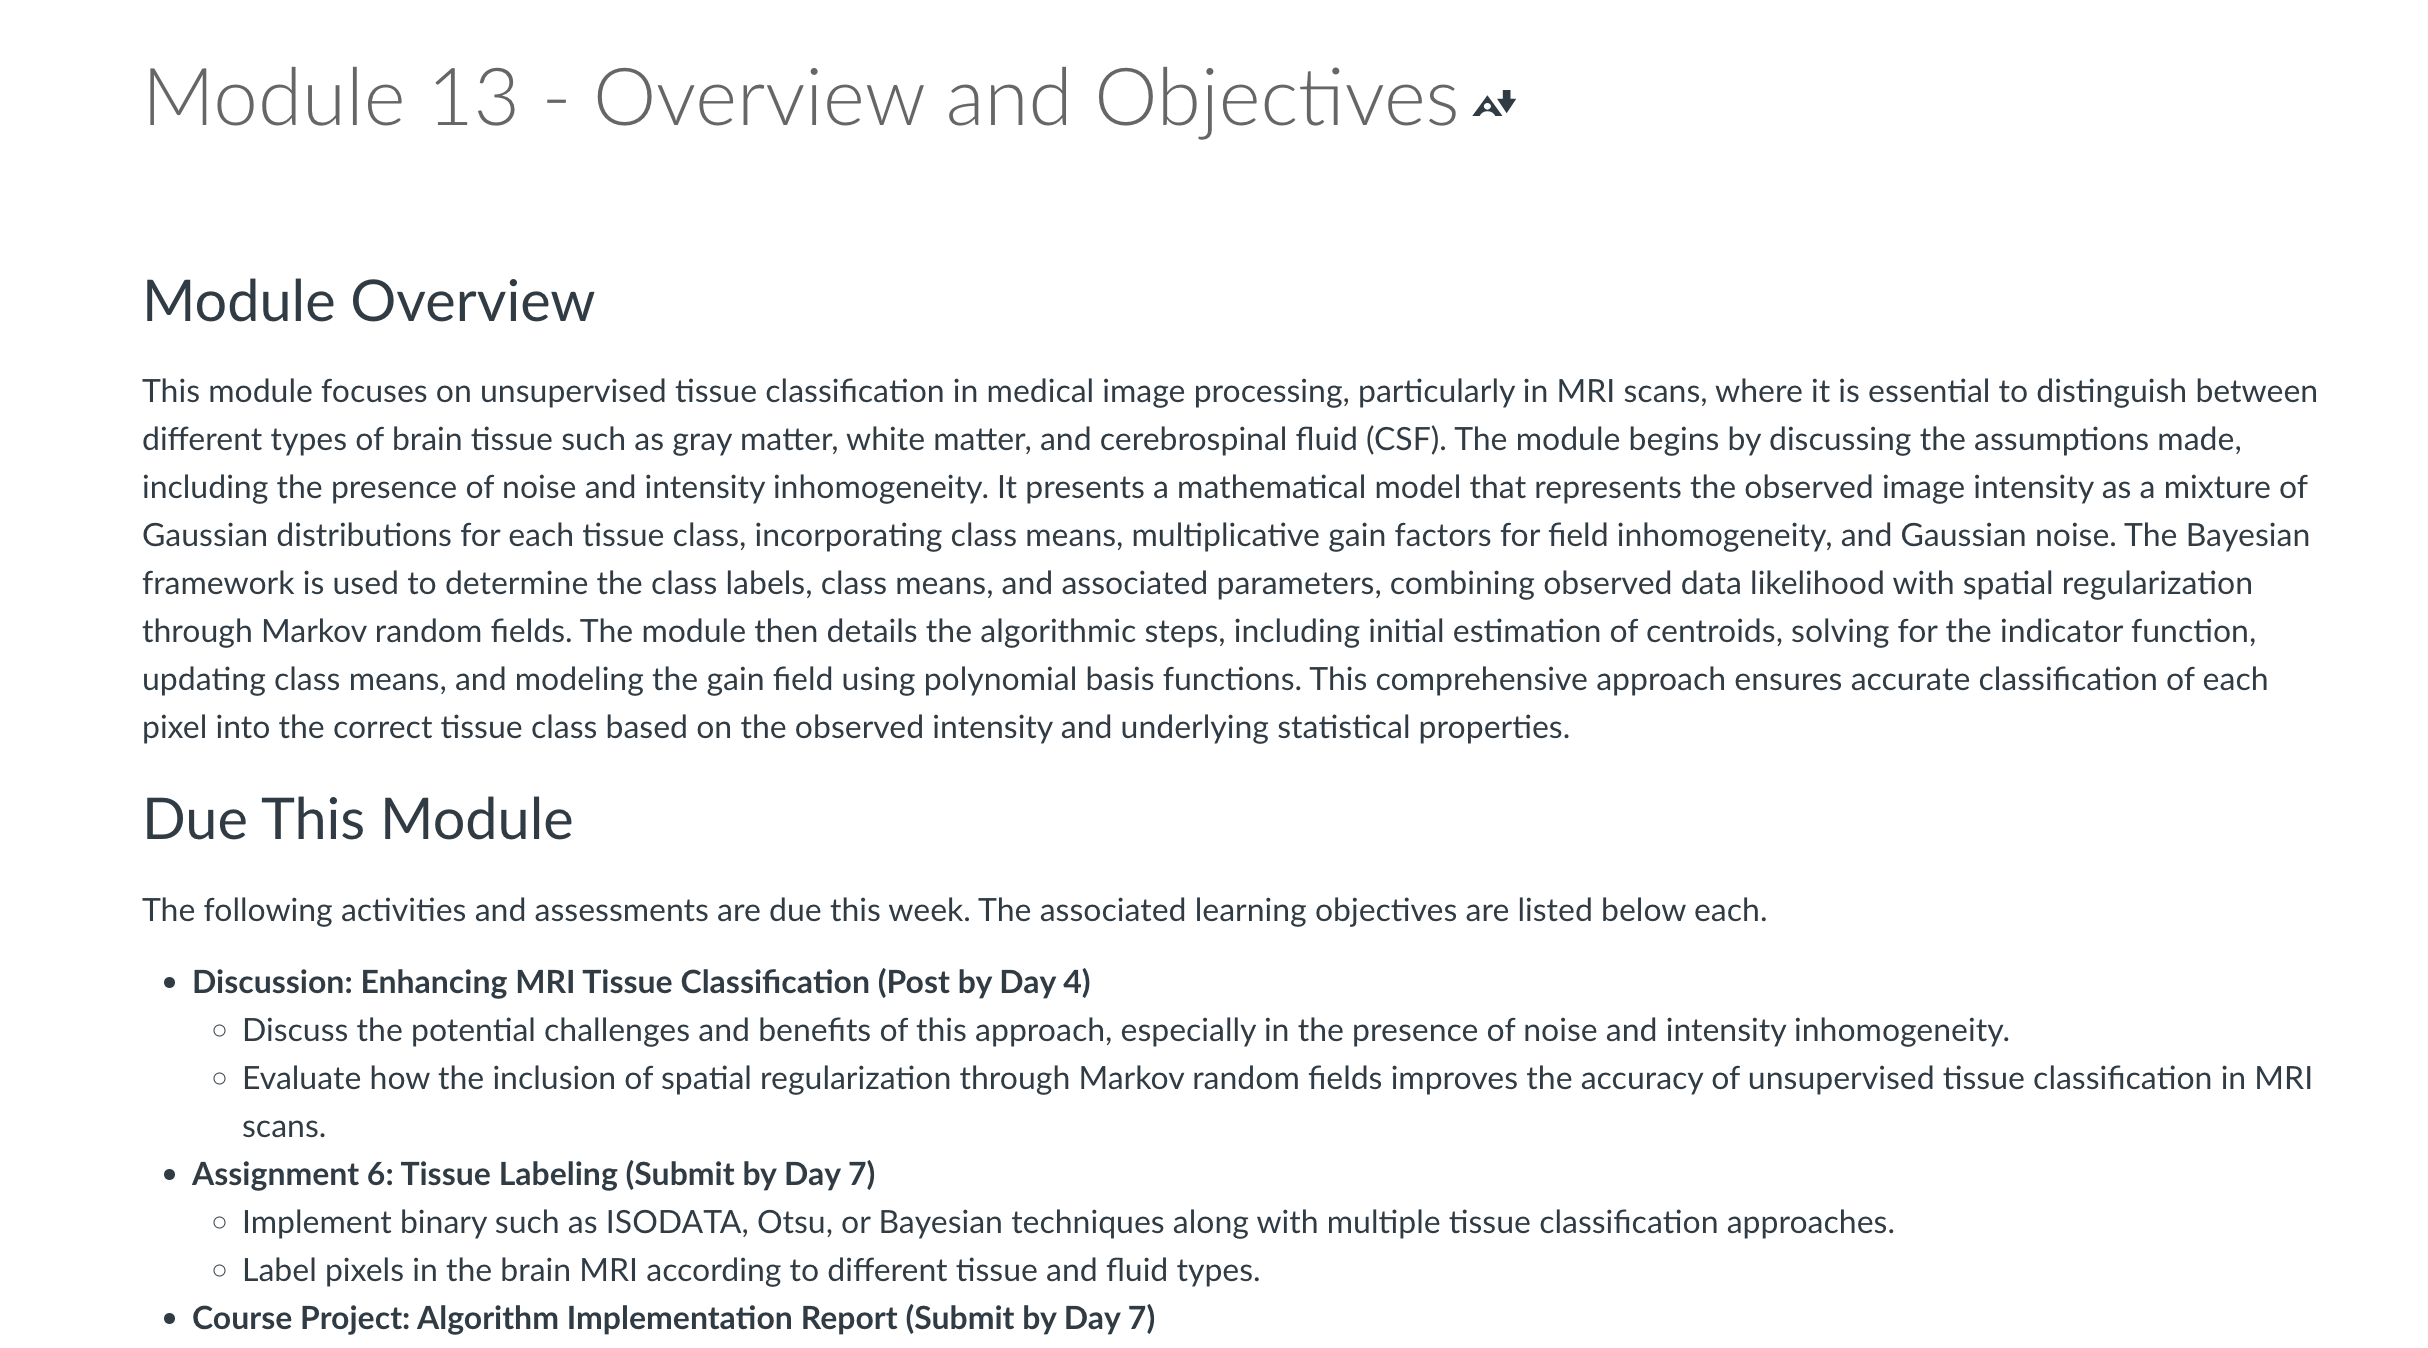 Module 13 - Overview and Objectives
Module Overview
This module focuses on unsupervised tissue classification in medical image processing, particularly in MRI scans, where it is essential to distinguish between
different types of brain tissue such as gray matter, white matter, and cerebrospinal fluid (CSF). The module begins by discussing the assumptions made,
including the presence of noise and intensity inhomogeneity. It presents a mathematical model that represents the observed image intensity as a mixture of
Gaussian distributions for each tissue class, incorporating class means, multiplicative gain factors for field inhomogeneity, and Gaussian noise. The Bayesian
framework is used to determine the class labels, class means, and associated parameters, combining observed data likelihood with spatial regularization
through Markov random fields. The module then details the algorithmic steps, including initial estimation of centroids, solving for the indicator function,
updating class means, and modeling the gain field using polynomial basis functions. This comprehensive approach ensures accurate classification of each
pixel into the correct tissue class based on the observed intensity and underlying statistical properties.
Due This Module
The following activities and assessments are due this week. The associated learning objectives are listed below each.
• Discussion: Enhancing MRI Tissue Classification (Post by Day 4)
◦ Discuss the potential challenges and benefits of this approach, especially in the presence of noise and intensity inhomogeneity.
◦ Evaluate how the inclusion of spatial regularization through Markov random fields improves the accuracy of unsupervised tissue classification in MRI
scans.
• Assignment 6: Tissue Labeling (Submit by Day 7)
◦ Implement binary such as ISODATA, Otsu, or Bayesian techniques along with multiple tissue classification approaches.
◦ Label pixels in the brain MRI according to different tissue and fluid types.
• Course Project: Algorithm Implementation Report (Submit by Day 7)